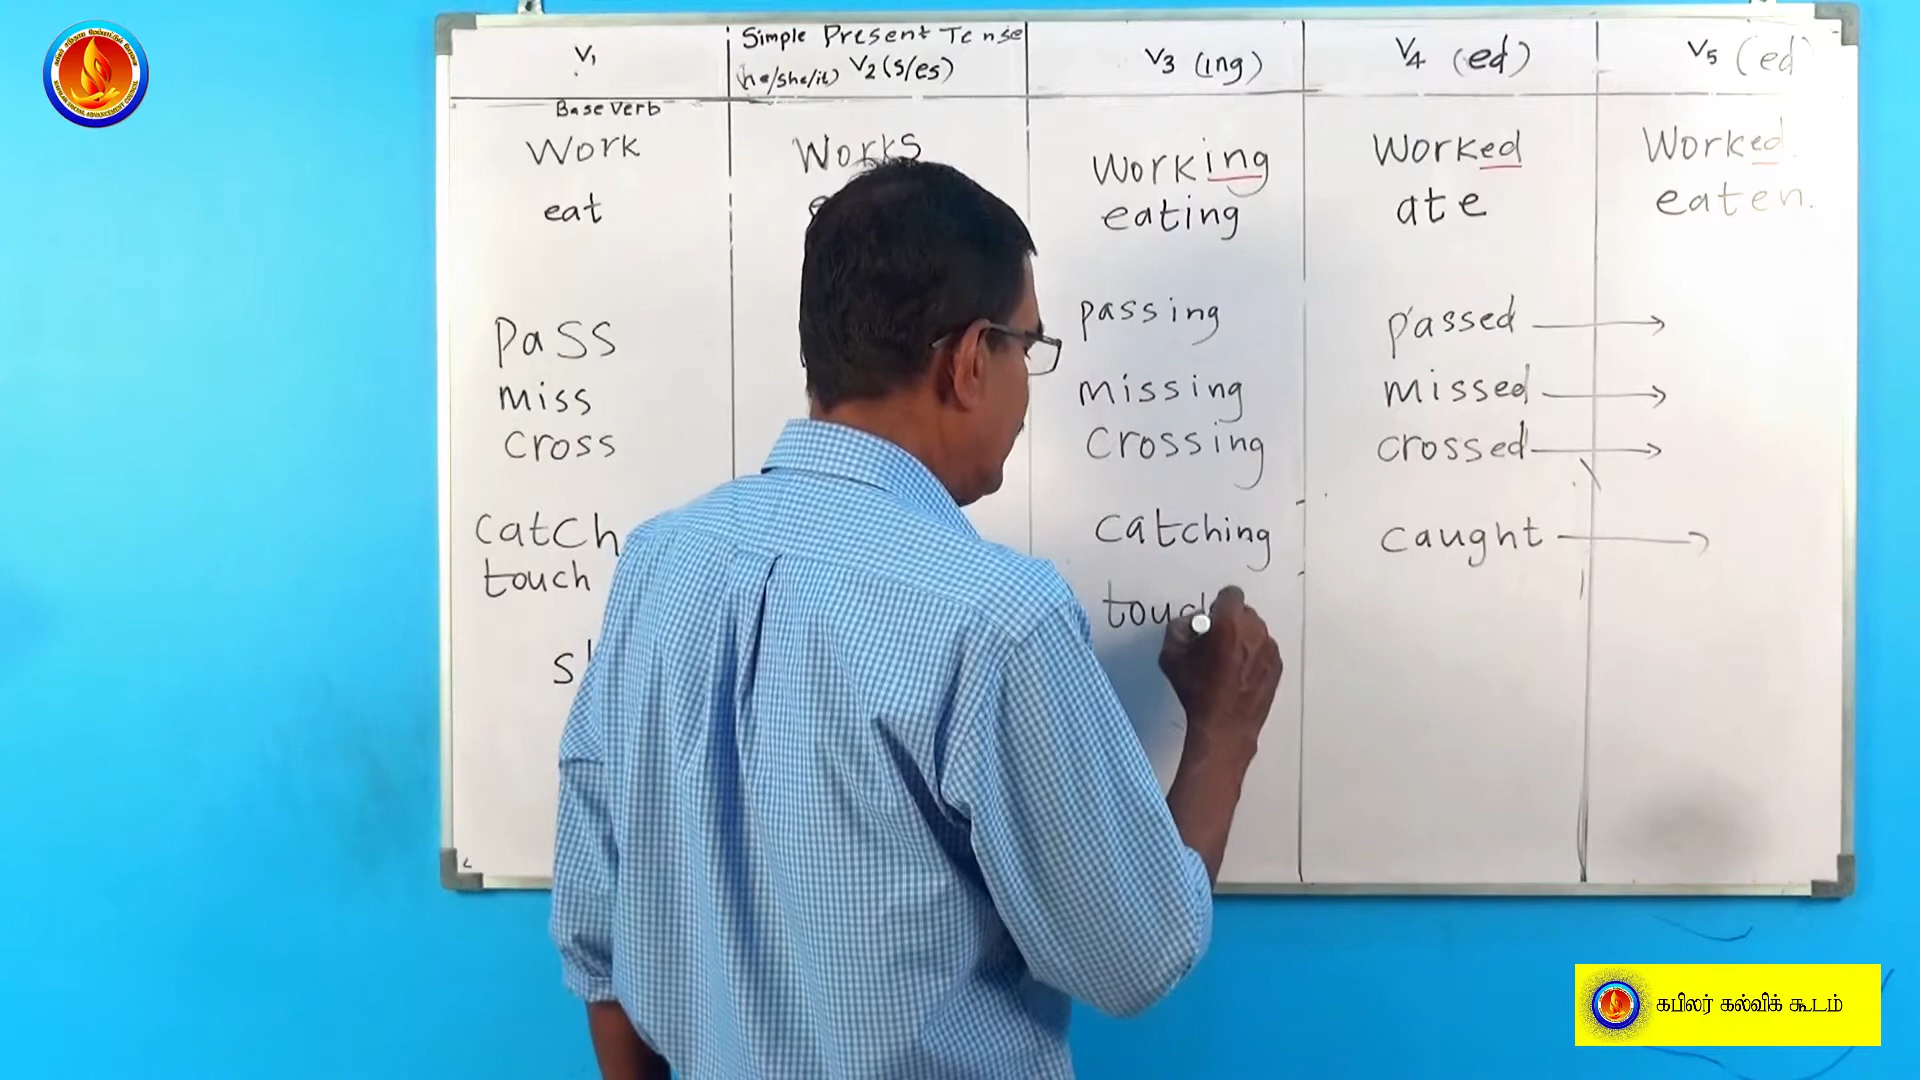 V1 Simple Present Tense V3 (ing) V4 (ed) V5 (ed)
(he/she/it) V2 (s/es)
Base Verb
Work Works Working Worked Worked.
eat eating ate eaten.
Pass passing passed
miss missing missed
Cross Crossing crossed
Catch Catching Caught
touch
கபிலர் கல்விக் கூடம்